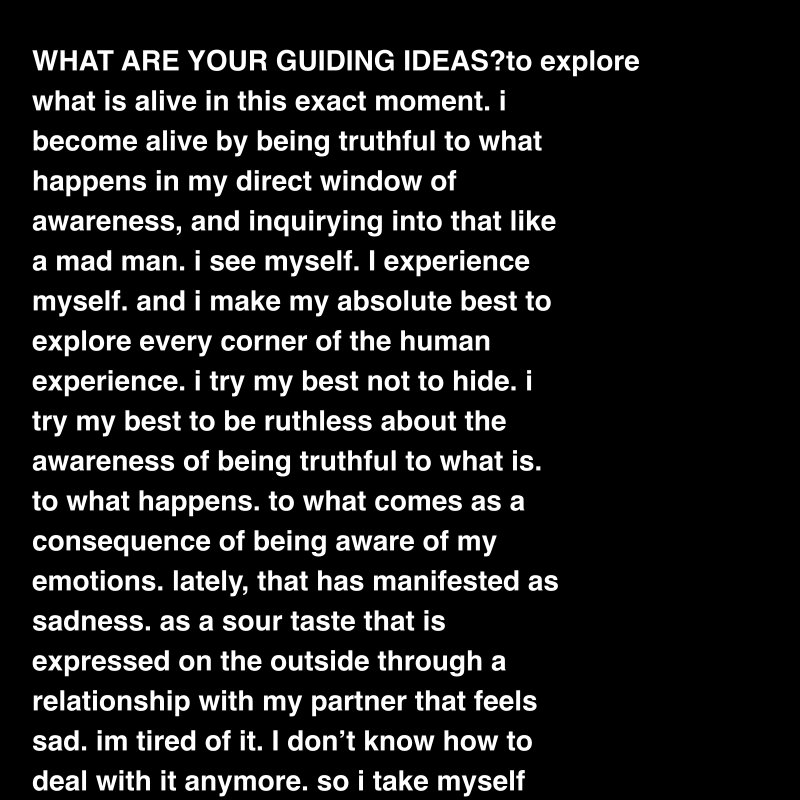 WHAT ARE YOUR GUIDING IDEAS?to explore
what is alive in this exact moment. i
become alive by being truthful to what
happens in my direct window of
awareness, and inquirying into that like
a mad man. i see myself. I experience
myself. and i make my absolute best to
explore every corner of the human
experience. i try my best not to hide. i
try my best to be ruthless about the
awareness of being truthful to what is.
to what happens. to what comes as a
consequence of being aware of my
emotions. lately, that has manifested as
sadness. as a sour taste that is
expressed on the outside through a
relationship with my partner that feels
sad. im tired of it. I don’t know how to
deal with it anymore. so i take myself